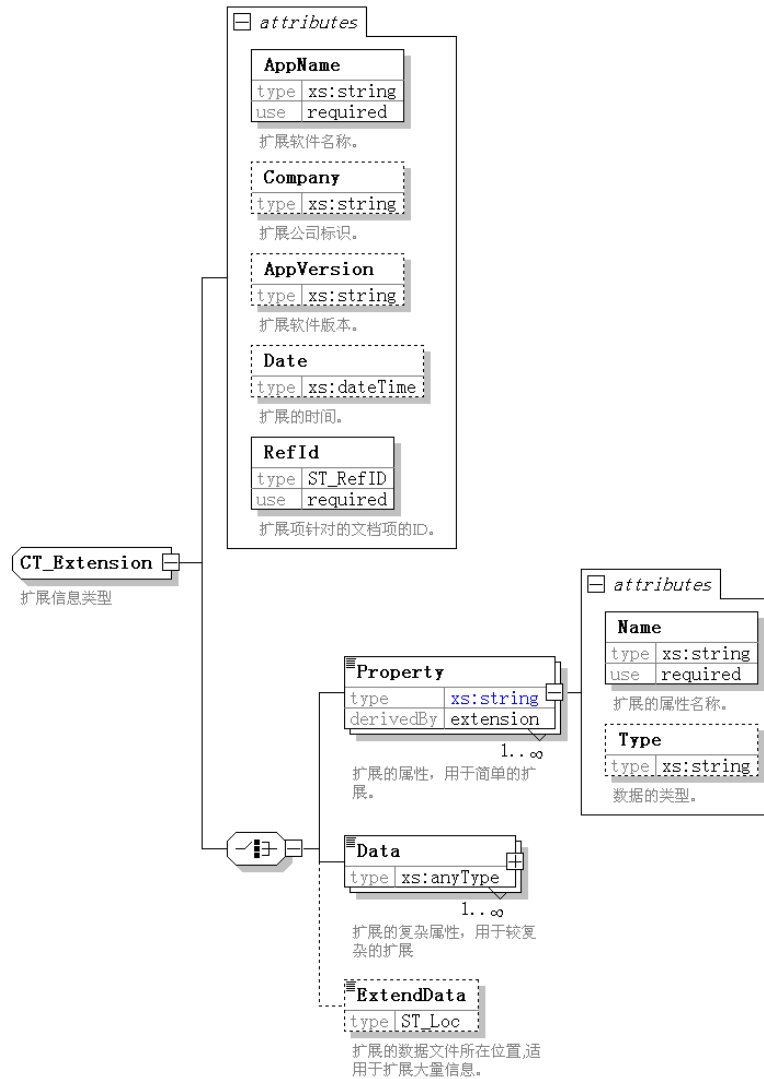 attributes
AppName
type xs:string
use required
扩展软件名称。
Company
type xs:string
扩展公司标识。
AppVersion
type xs:string
扩展软件版本。
Date
type xs:dateTime
扩展的时间。
RefId
type ST_RefID
use required
扩展项针对的文档项的ID。
CT_Extension
扩展信息类型
attributes
Name
type xs:string
use required
扩展的属性名称。
Type
type xs:string
数据的类型。
Property
type xs:string
derivedBy extension
1..∞
扩展的属性，用于简单的扩
展。
Data
type xs:anyType
1..∞
扩展的复杂属性，用于较复
杂的扩展
ExtendData
type ST_Loc
扩展的数据文件所在位置,适
用于扩展大量信息。